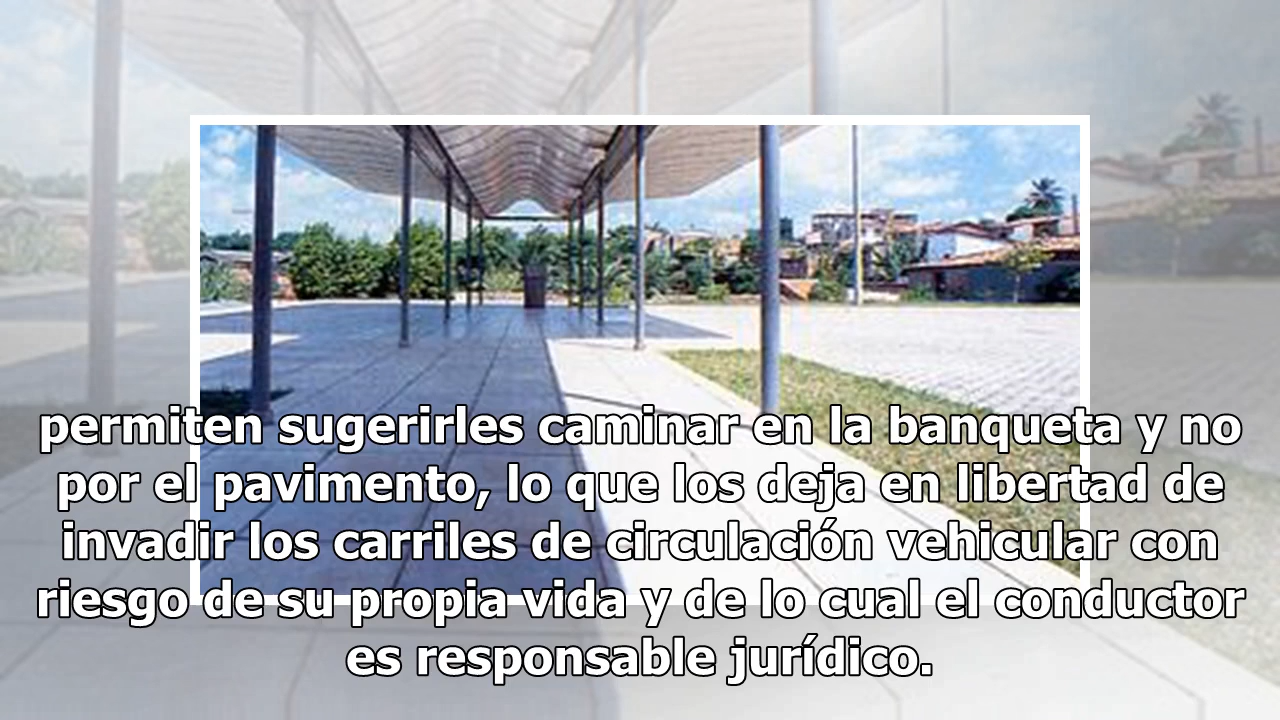 permiten sugerirles caminar en la banqueta y no
por el pavimento, lo que los deja en libertad de
invadir los carriles de circulación vehicular con
riesgo de su propia vida y de lo cual el conductor
es responsable jurídico.